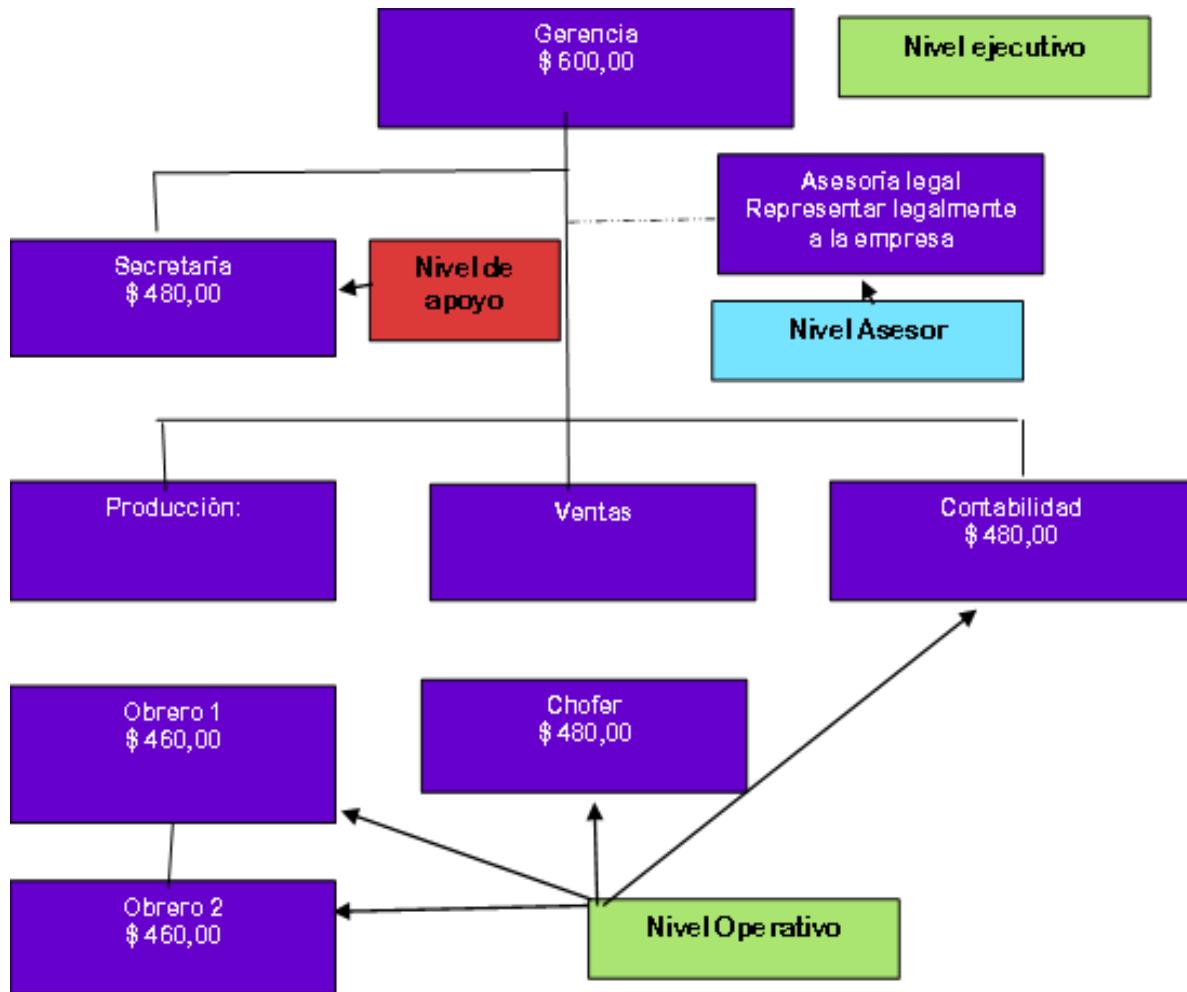 Gerencia
$ 600,00
Nivel ejecutivo
Asesoría legal
Representar legalmente
a la empresa
Secretaría
$ 480,00
Nivel de
apoyo
Nivel Asesor
Producción:
Ventas
Contabilidad
$ 480,00
Obrero 1
$ 460,00
Chofer
$ 480,00
Obrero 2
$ 460,00
Nivel Operativo